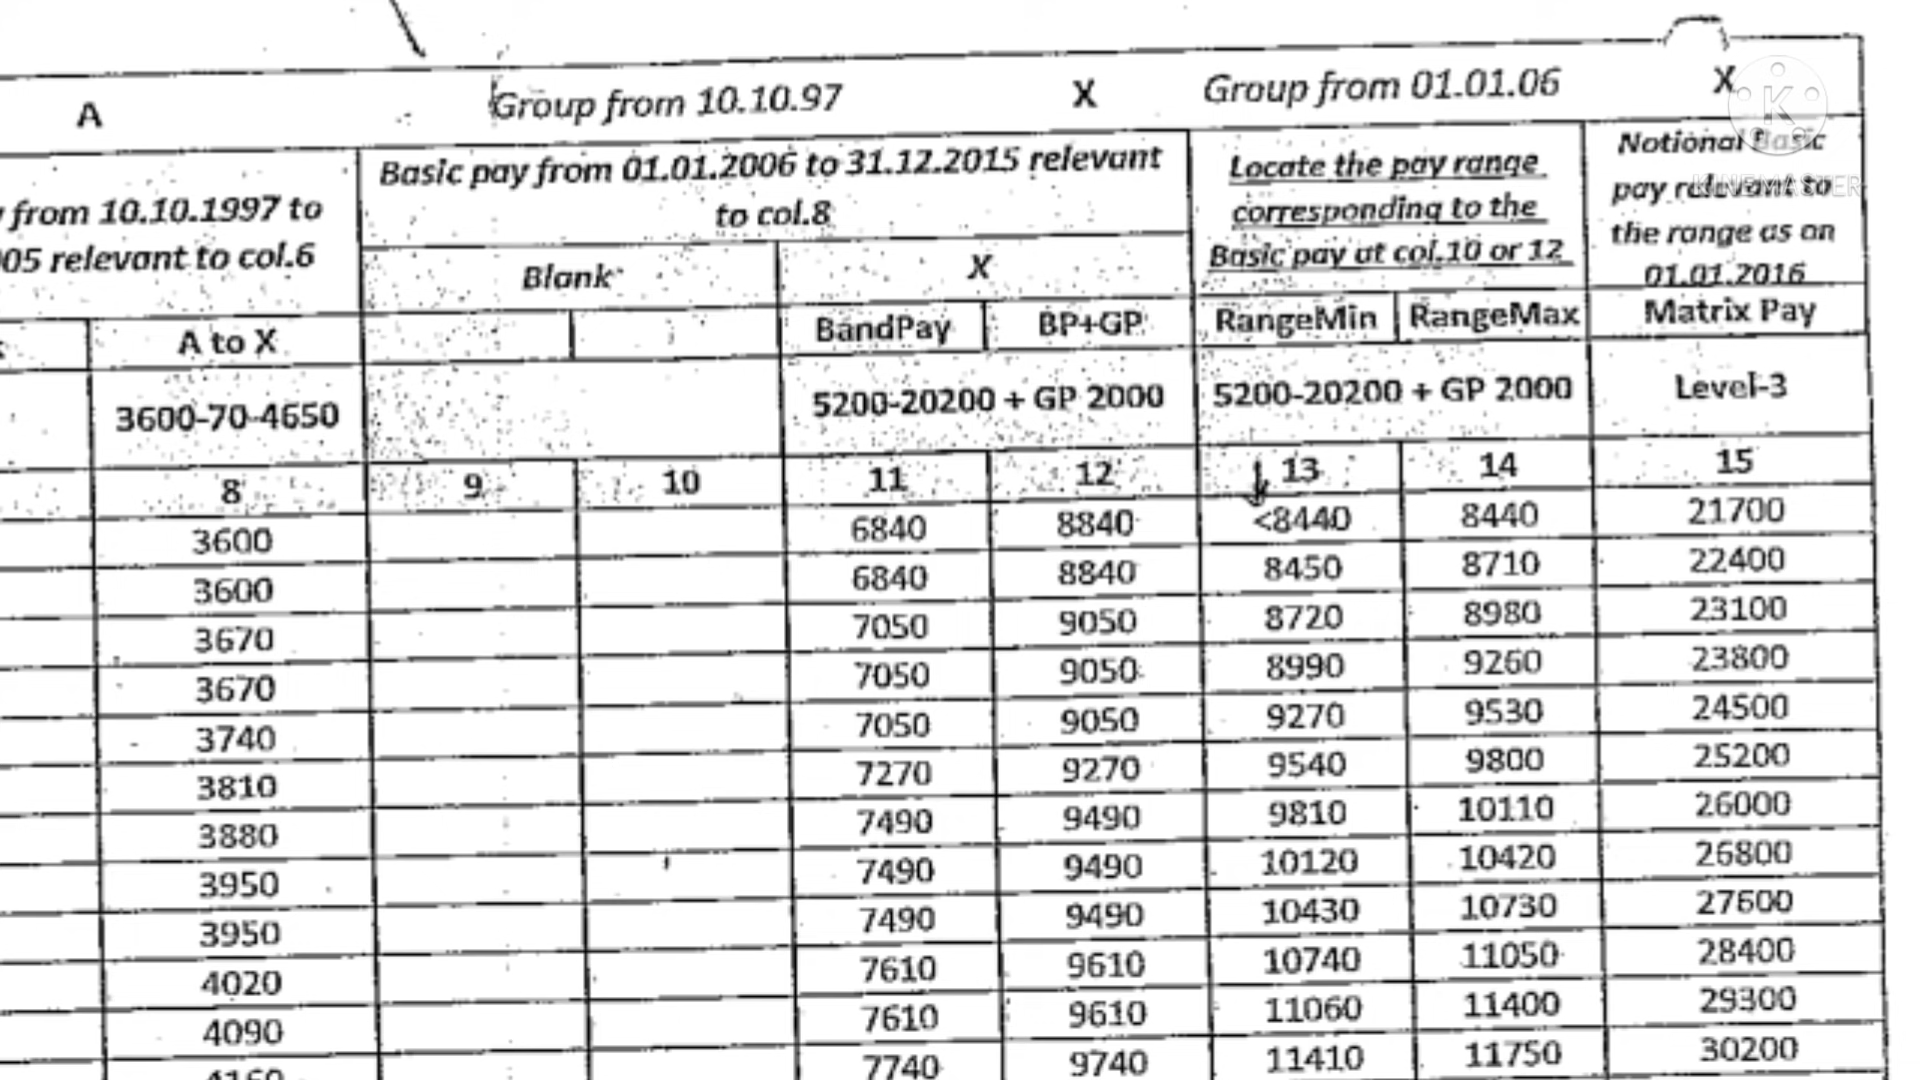 A Group from 10.10.97 X Group from 01.01.06 X
from 10.10.1997 to
05 relevant to col.6
Basic pay from 01.01.2006 to 31.12.2015 relevant
to col.8
Locate the pay range
corresponding to the
Basic pay at col.10 or 12
Notional Basic
pay relevant to
the range as on
01.01.2016
Blank X
A to X BandPay BP+GP RangeMin RangeMax Matrix Pay
3600-70-4650 5200-20200 + GP 2000 5200-20200 + GP 2000 Level-3
8 9 10 11 12 13 14 15
3600 6840 8840 <8440 8440 21700
3600 6840 8840 8450 8710 22400
3670 7050 9050 8720 8980 23100
3670 7050 9050 8990 9260 23800
3740 7050 9050 9270 9530 24500
3810 7270 9270 9540 9800 25200
3880 7490 9490 9810 10110 26000
3950 7490 9490 10120 10420 26800
3950 7490 9490 10430 10730 27600
4020 7610 9610 10740 11050 28400
4090 7610 9610 11060 11400 29300
4160 7740 9740 11410 11750 30200
K
KINEMASTER